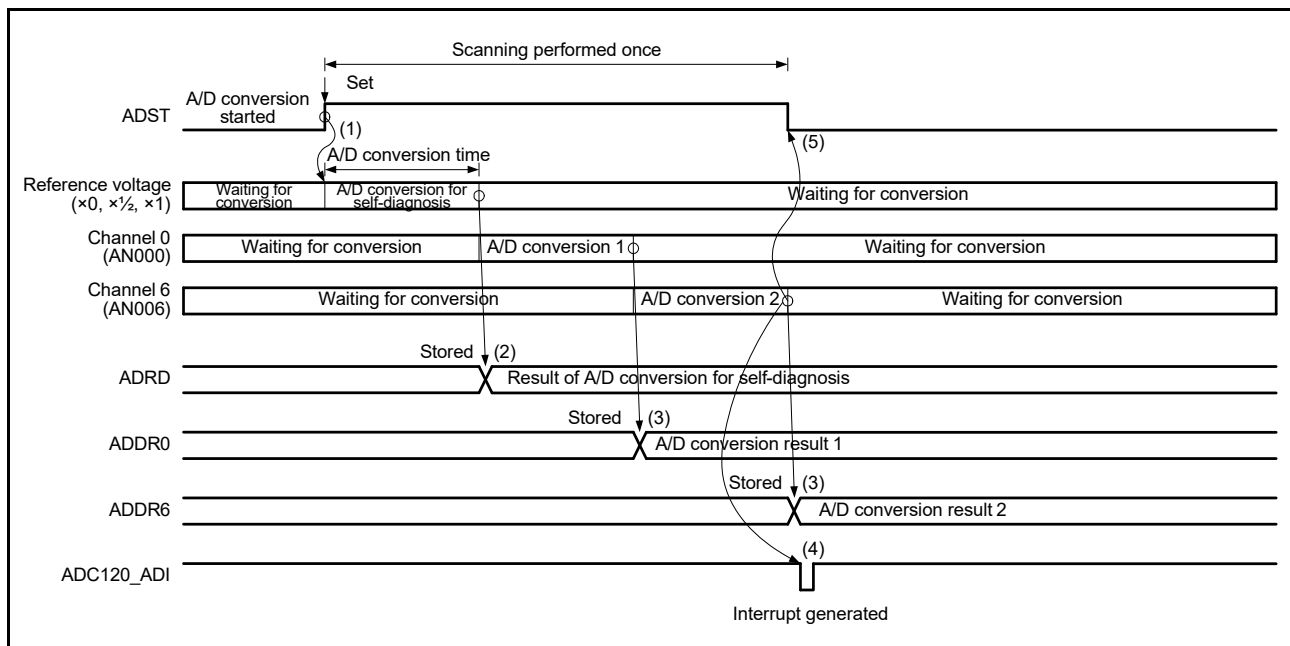 Scanning performed once
Set
A/D conversion
started
ADST
(1)
(5)
A/D conversion time
Reference voltage
(×0, ×½, ×1)
Waiting for
conversion
A/D conversion for
self-diagnosis
Waiting for conversion
Channel 0
(AN000)
Waiting for conversion
A/D conversion 1
Waiting for conversion
Channel 6
(AN006)
Waiting for conversion
A/D conversion 2
Waiting for conversion
Stored
(2)
ADRD
Result of A/D conversion for self-diagnosis
Stored
(3)
ADDR0
A/D conversion result 1
Stored
(3)
ADDR6
A/D conversion result 2
(4)
ADC120_ADI
Interrupt generated